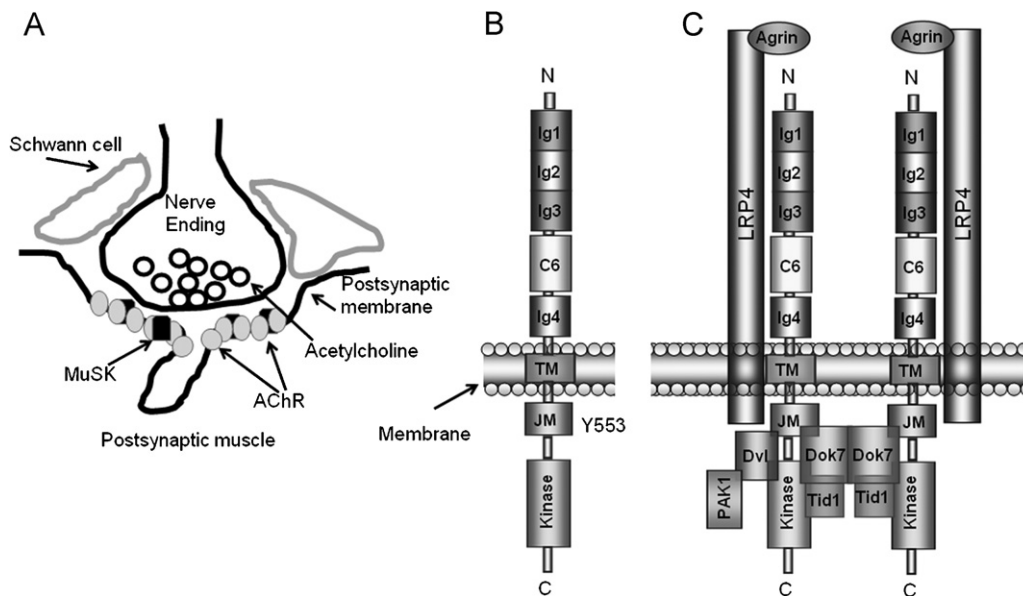 A
Schwann cell
Nerve
Ending
Postsynaptic
membrane
Acetylcholine
MuSK
AChR
Postsynaptic muscle
B
N
Ig1
Ig2
Ig3
C6
Ig4
TM
JM
Y553
Membrane
Kinase
C
C
Agrin
Agrin
N
N
LRP4
LRP4
Ig1
Ig1
Ig2
Ig2
Ig3
Ig3
C6
C6
Ig4
Ig4
TM
TM
JM
JM
Dvl
Dok7
Dok7
PAK1
Kinase
Tid1
Tid1
Kinase
C
C